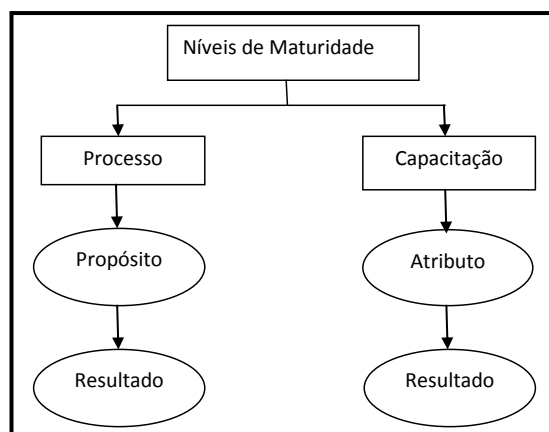 Níveis de Maturidade
Processo
Capacitação
Propósito
Atributo
Resultado
Resultado